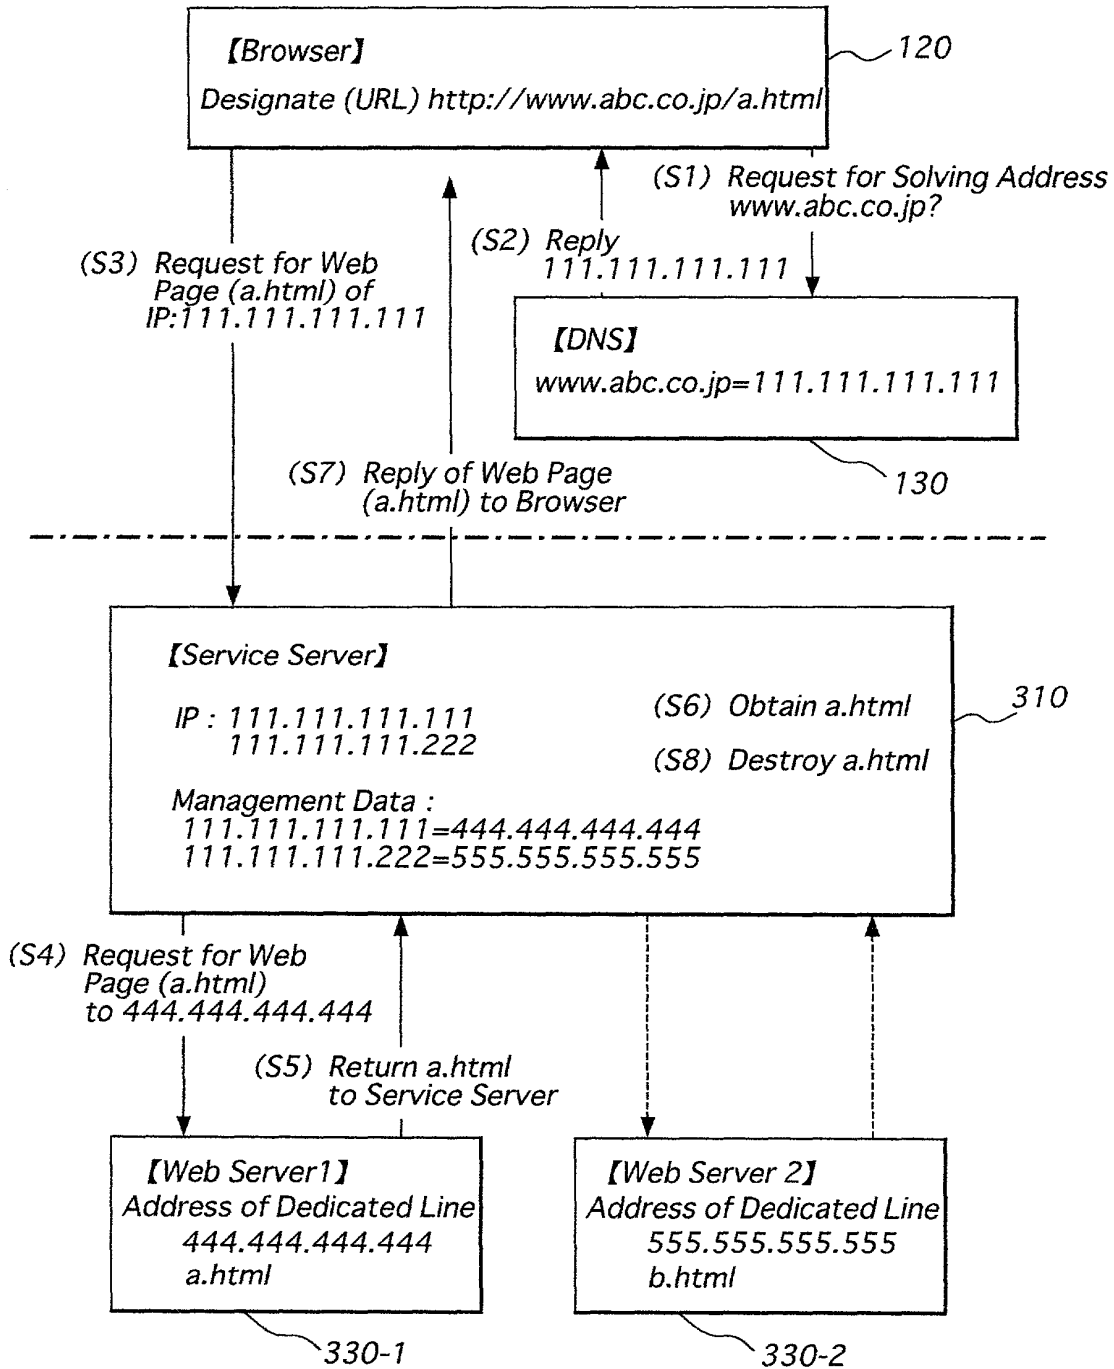 【Browser】
120
Designate (URL) http://www.abc.co.jp/a.html
(S1) Request for Solving Address
www.abc.co.jp?
(S2) Reply
111.111.111.111
(S3) Request for Web
Page (a.html) of
IP:111.111.111.111
【DNS】
www.abc.co.jp=111.111.111.111
130
(S7) Reply of Web Page
(a.html) to Browser
【Service Server】
310
IP : 111.111.111.111
111.111.111.222
(S6) Obtain a.html
(S8) Destroy a.html
Management Data :
111.111.111.111=444.444.444.444
111.111.111.222=555.555.555.555
(S4) Request for Web
Page (a.html)
to 444.444.444.444
(S5) Return a.html
to Service Server
【Web Server1】
Address of Dedicated Line
444.444.444.444
a.html
330-1
【Web Server 2】
Address of Dedicated Line
555.555.555.555
b.html
330-2